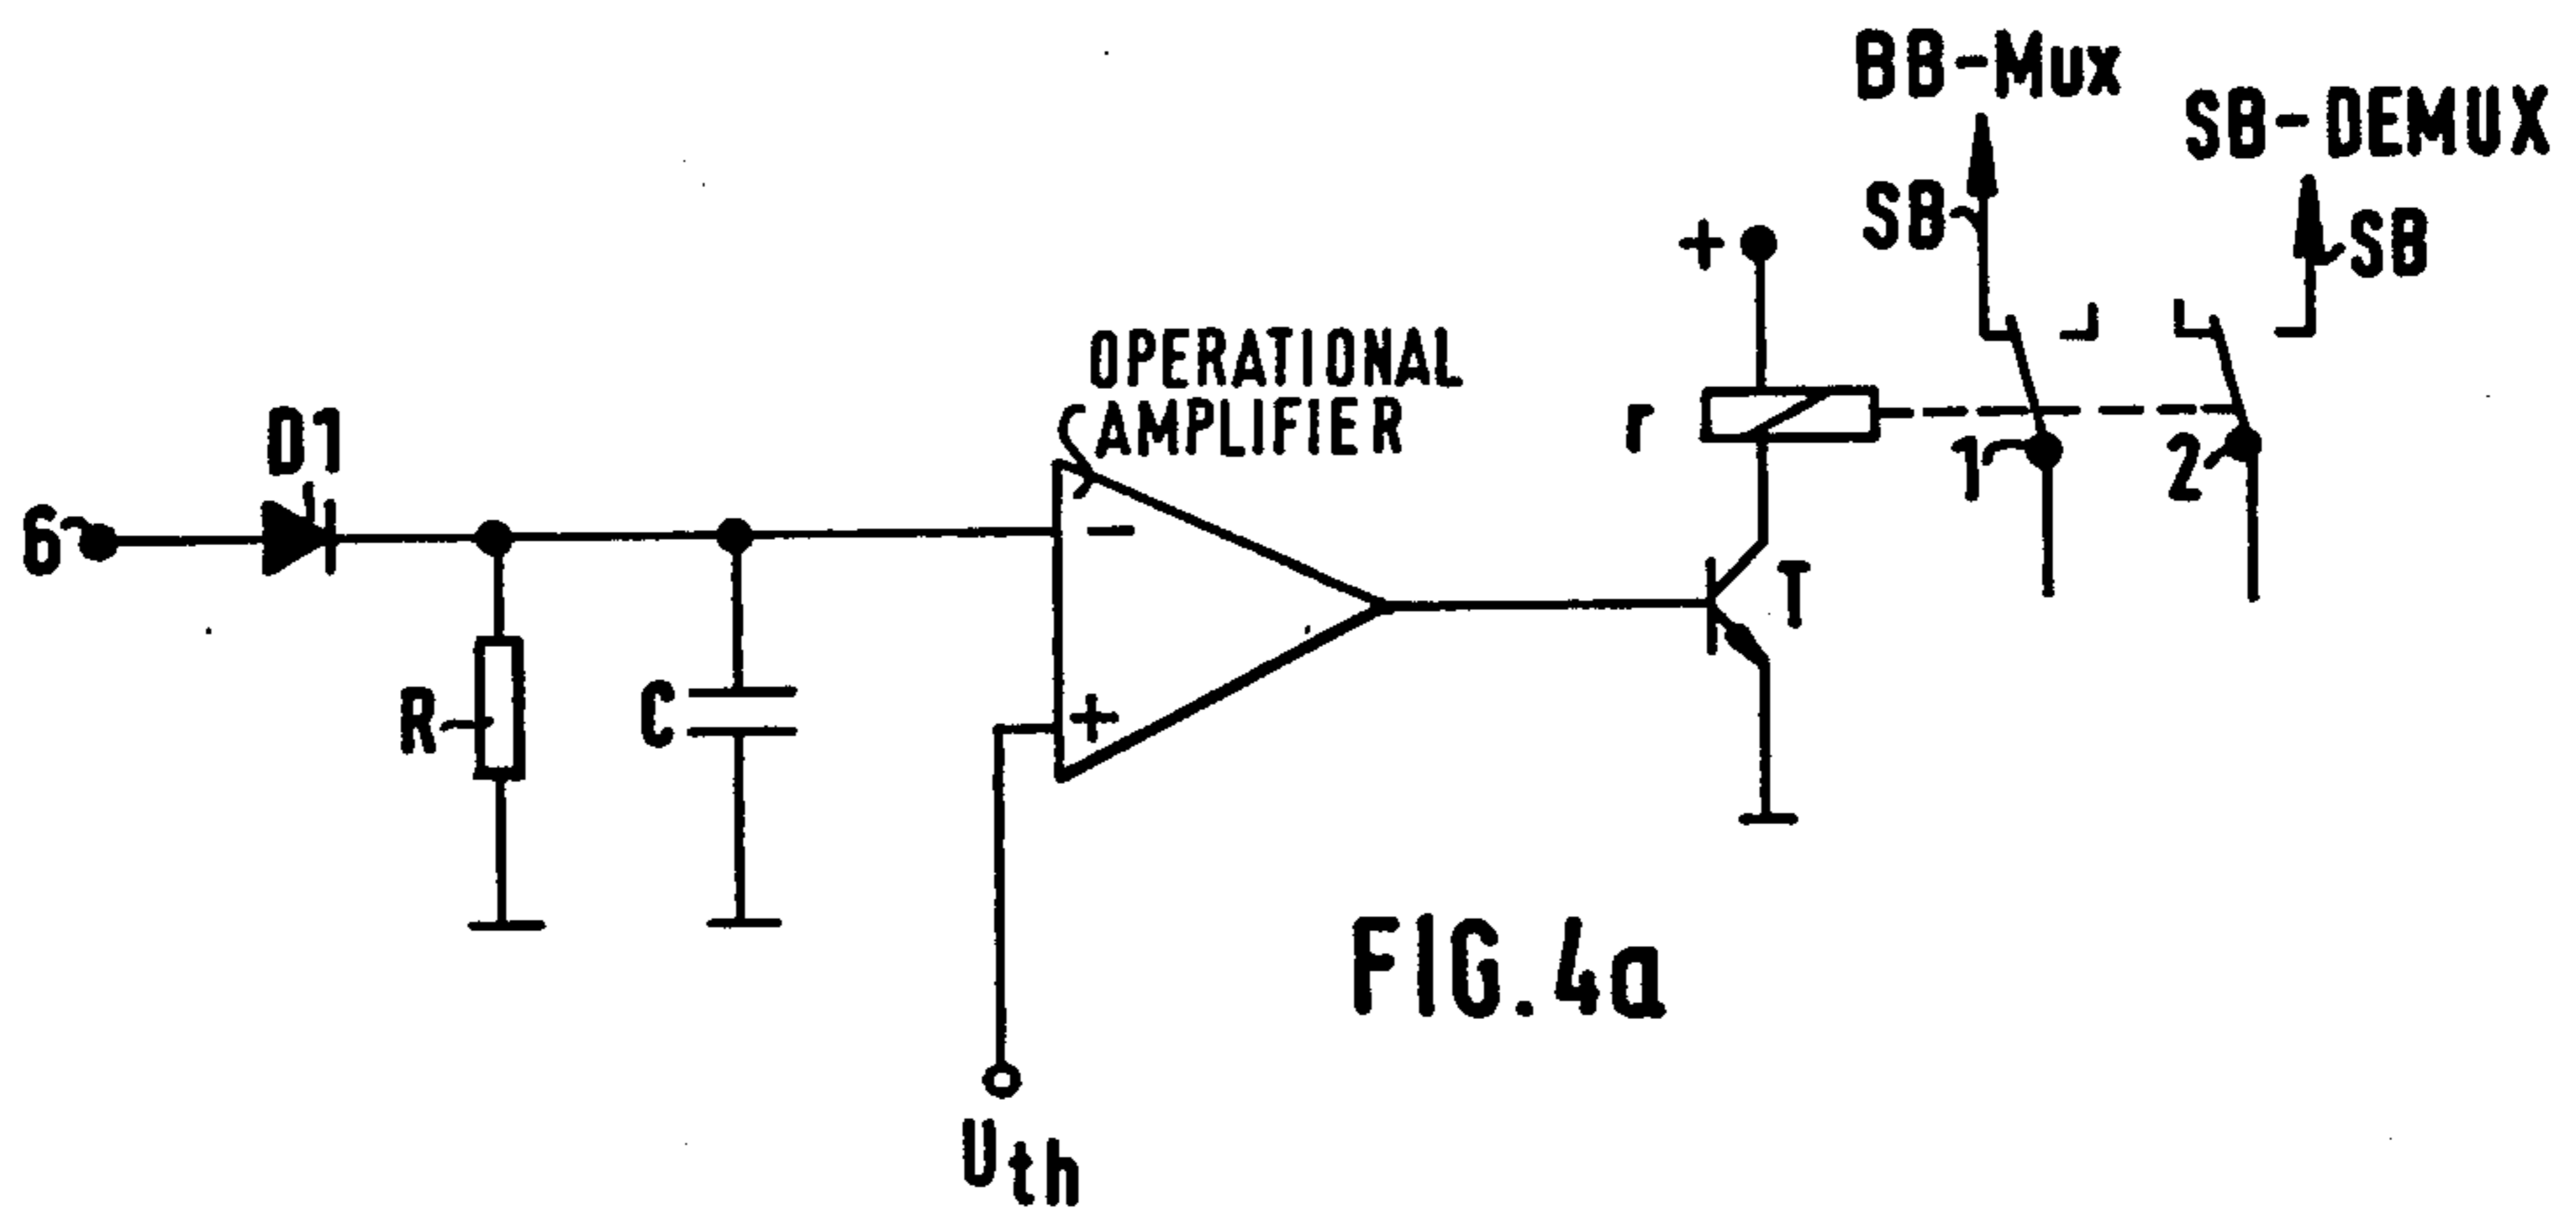 BB-Mux
SB-DEMUX
SB
SB
+
OPERATIONAL
AMPLIFIER
r
1
2
D1
6
-
T
R
C
+
FIG. 4a
Uth